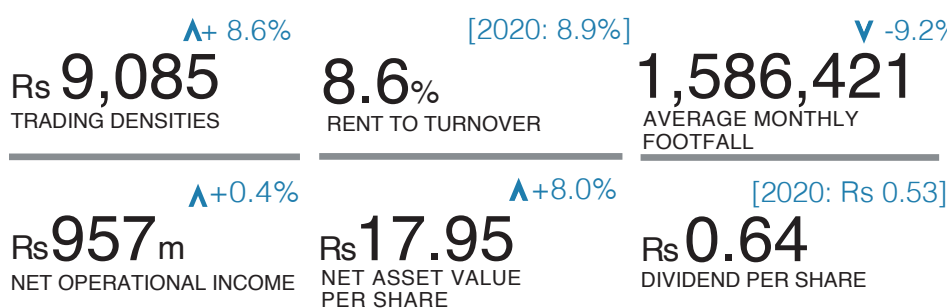 + 8.6%
Rs 9,085
TRADING DENSITIES
[2020: 8.9%]
8.6%
RENT TO TURNOVER
-9.2%
1,586,421
AVERAGE MONTHLY
FOOTFALL
+0.4%
Rs957m
NET OPERATIONAL INCOME
+8.0%
Rs17.95
NET ASSET VALUE
PER SHARE
[2020: Rs 0.53]
Rs0.64
DIVIDEND PER SHARE